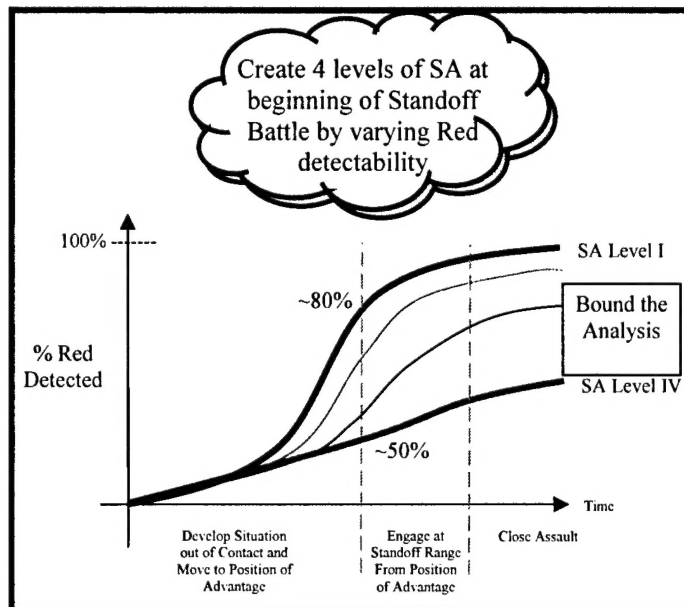 Create 4 levels of SA at
beginning of Standoff
Battle by varying Red
detectability
100%
SA Level I
~80%
Bound the
Analysis
% Red
Detected
SA Level IV
~50%
Time
Develop Situation
out of Contact and
Move to Position of
Advantage
Engage at
Standoff Range
From Position
of Advantage
Close Assault